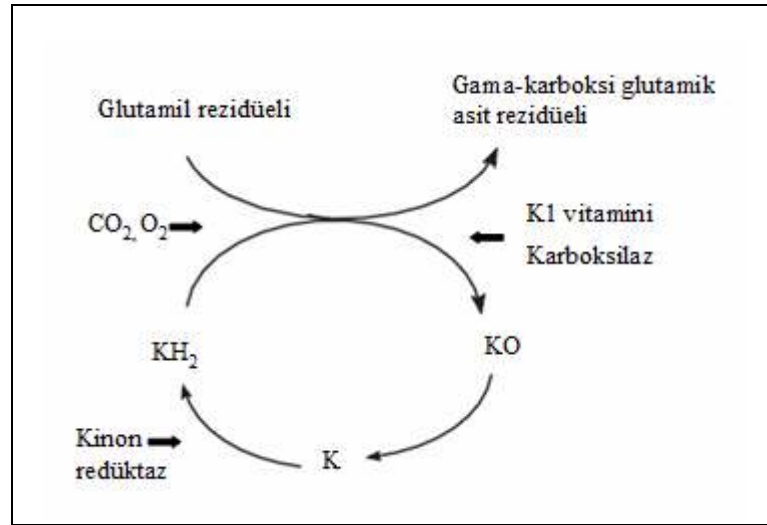 Glutamil rezidüeli
Gama-karboksi glutamik
asit rezidüeli
CO2, O2
K1 vitamini
Karboksilaz
KH2
KO
Kinon
redüktaz
K